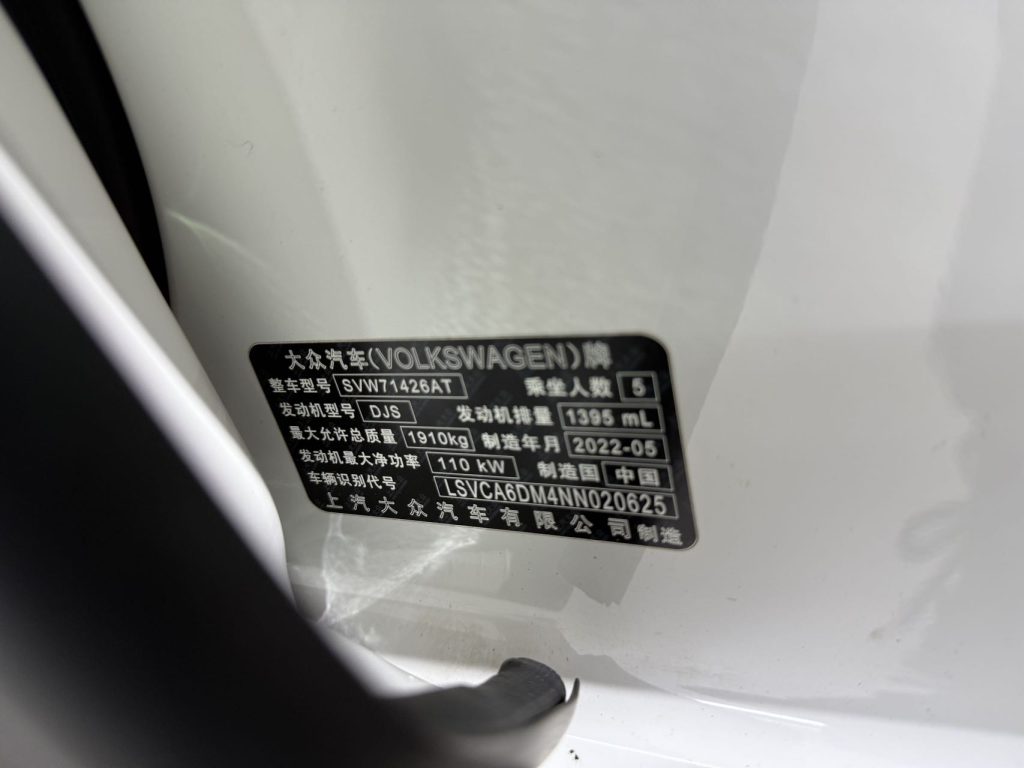 大众汽车(VOLKSWAGEN)牌
整车型号 SVW71426AT 乘坐人数 5
发动机型号 DJS 发动机排量 1395 mL
最大允许总质量 1910kg 制造年月 2022-05
发动机最大净功率 110 kW 制造国 中国
车辆识别代号 LSVCA6DM4NN020625
上汽大众汽车有限公司制造